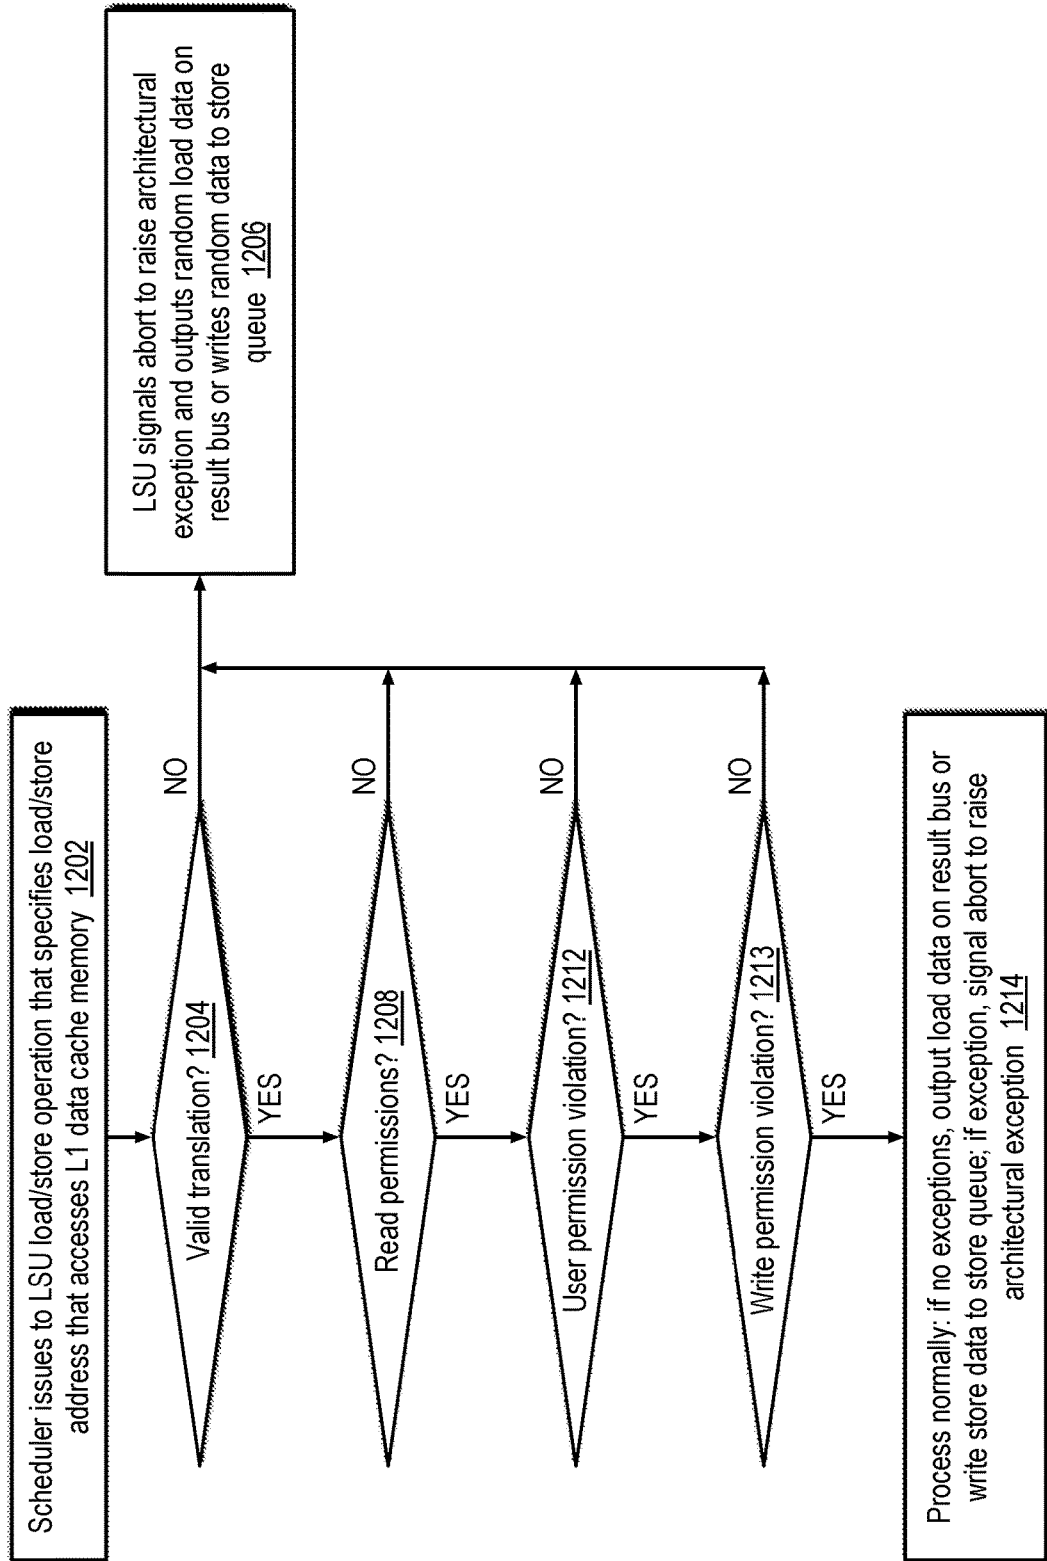 Scheduler issues to LSU load/store operation that specifies load/store
address that accesses L1 data cache memory 1202
Valid translation? 1204
NO
YES
LSU signals abort to raise architectural
exception and outputs random load data on
result bus or writes random data to store
queue 1206
Read permissions? 1208
NO
YES
User permission violation? 1212
NO
YES
Write permission violation? 1213
NO
YES
Process normally: if no exceptions, output load data on result bus or
write store data to store queue; if exception, signal abort to raise
architectural exception 1214